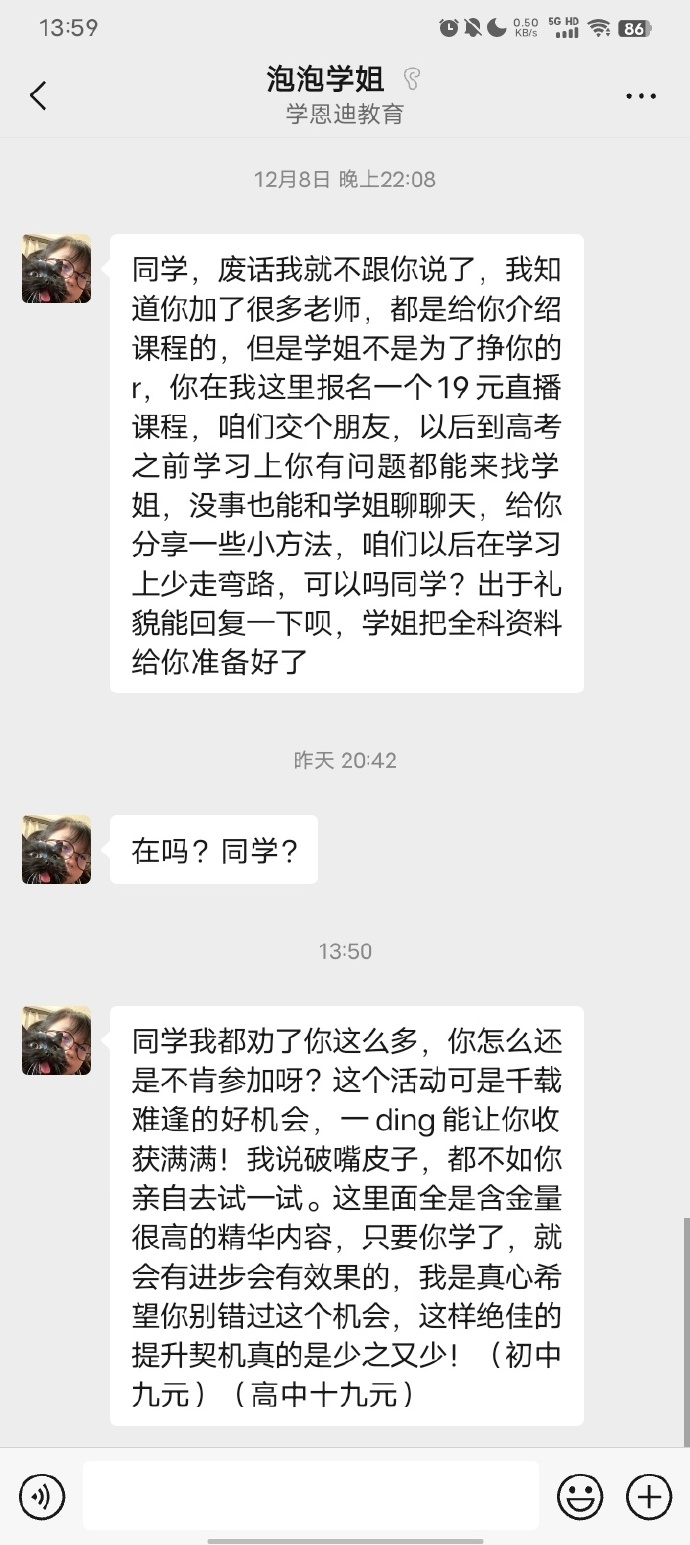 13:59
0.50
KB/s
5G HD
86
泡泡学姐
学恩迪教育
12月8日 晚上22:08
同学，废话我就不跟你说了，我知
道你加了很多老师，都是给你介绍
课程的，但是学姐不是为了挣你的
r，你在我这里报名一个19元直播
课程，咱们交个朋友，以后到高考
之前学习上你有问题都能来找学
姐，没事也能和学姐聊聊天，给你
分享一些小方法，咱们以后在学习
上少走弯路，可以吗同学？出于礼
貌能回复一下呗，学姐把全科资料
给你准备好了
昨天 20:42
在吗？同学？
13:50
同学我都劝了你这么多，你怎么还
是不肯参加呀？这个活动可是千载
难逢的好机会，一ding能让你收
获满满！我说破嘴皮子，都不如你
亲自去试一试。这里面全是含金量
很高的精华内容，只要你学了，就
会有进步会有效果的，我是真心希
望你别错过这个机会，这样绝佳的
提升契机真的是少之又少！（初中
九元）（高中十九元）